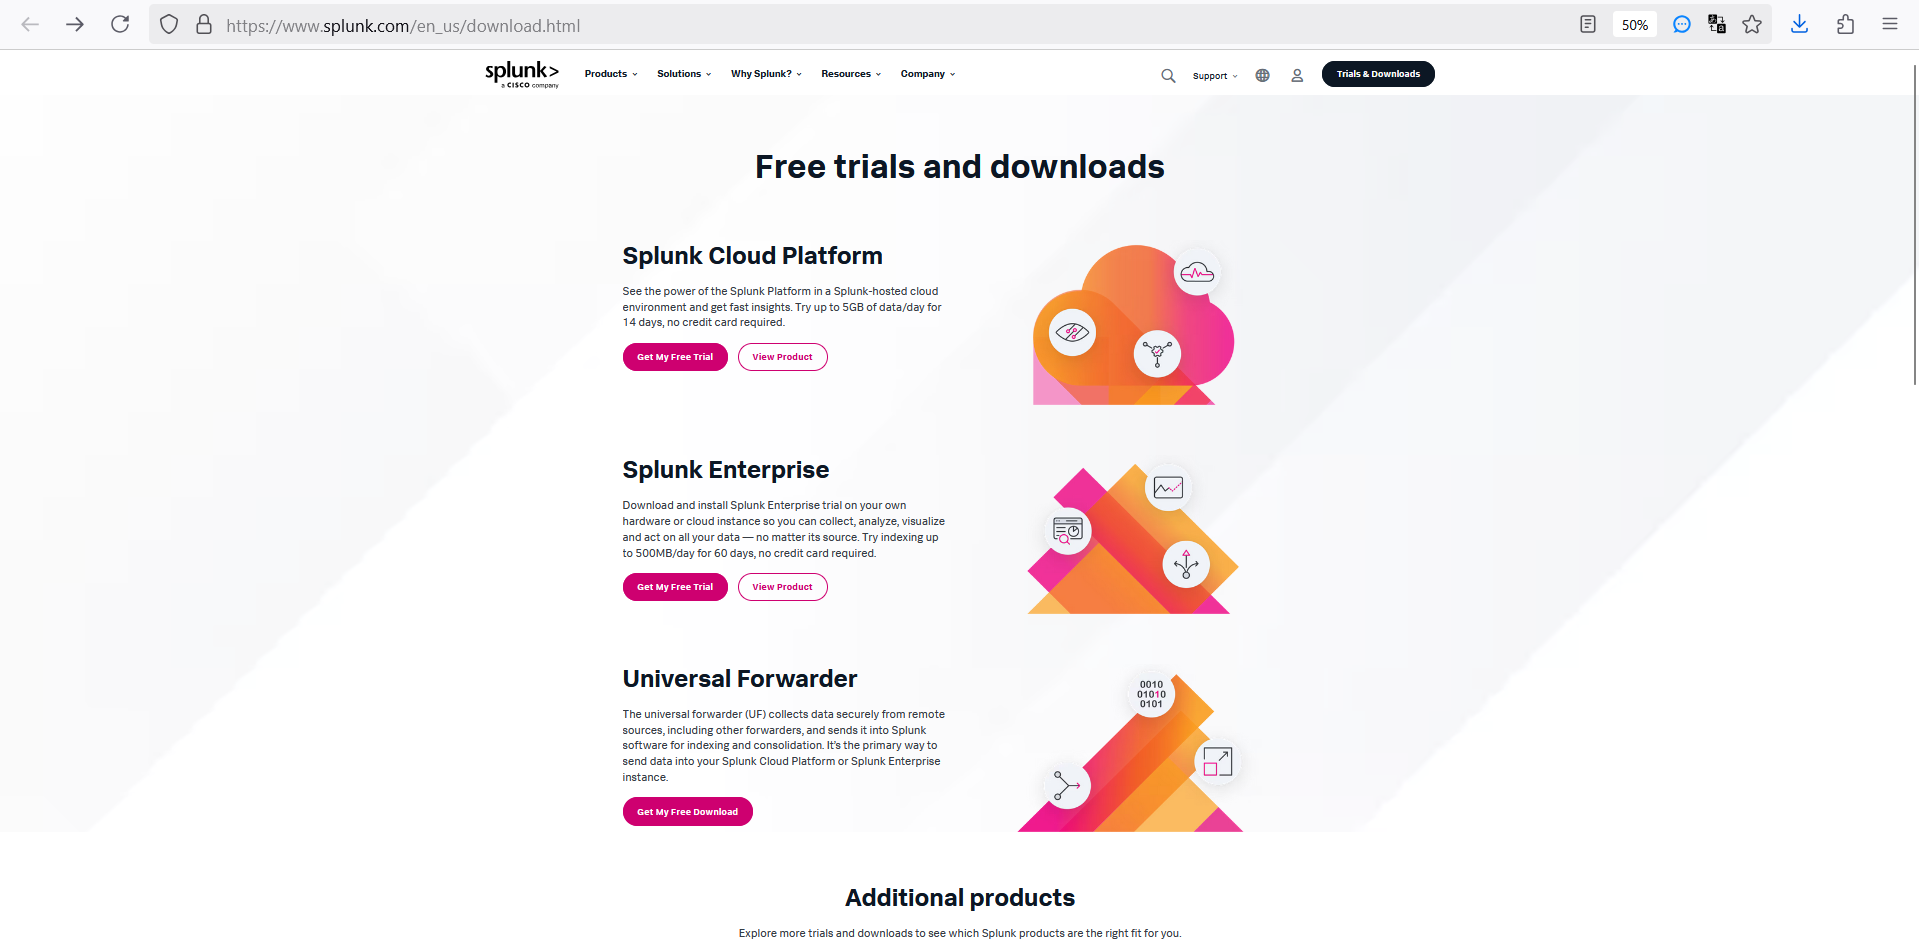 https://www.splunk.com/en_us/download.html
50%
splunk>
a CISCO company
Products
Solutions
Why Splunk?
Resources
Company
Support
Trials & Downloads
Free trials and downloads
Splunk Cloud Platform
See the power of the Splunk Platform in a Splunk-hosted cloud
environment and get fast insights. Try up to 5GB of data/day for
14 days, no credit card required.
Get My Free Trial
View Product
Splunk Enterprise
Download and install Splunk Enterprise trial on your own
hardware or cloud instance so you can collect, analyze, visualize
and act on all your data — no matter its source. Try indexing up
to 500MB/day for 60 days, no credit card required.
Get My Free Trial
View Product
Universal Forwarder
The universal forwarder (UF) collects data securely from remote
sources, including other forwarders, and sends it into Splunk
software for indexing and consolidation. It's the primary way to
send data into your Splunk Cloud Platform or Splunk Enterprise
instance.
Get My Free Download
0010
01010
0101
Additional products
Explore more trials and downloads to see which Splunk products are the right fit for you.